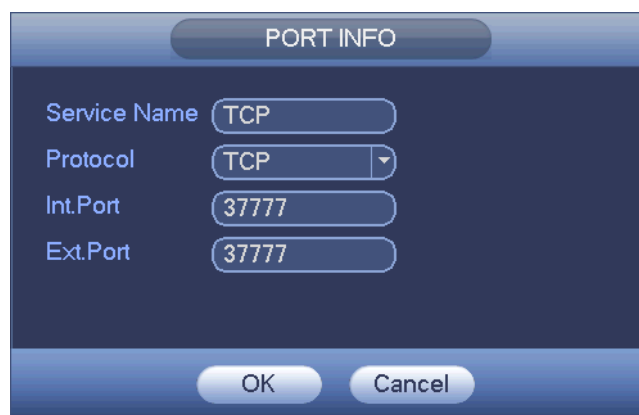 PORT INFO
Service Name TCP
Protocol TCP
Int.Port 37777
Ext.Port 37777
OK Cancel